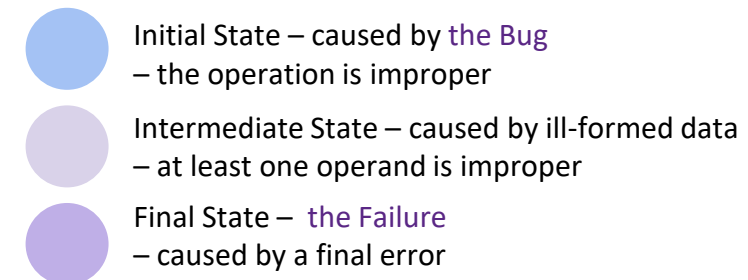 Initial State – caused by the Bug
– the operation is improper
Intermediate State – caused by ill-formed data
– at least one operand is improper
Final State – the Failure
– caused by a final error